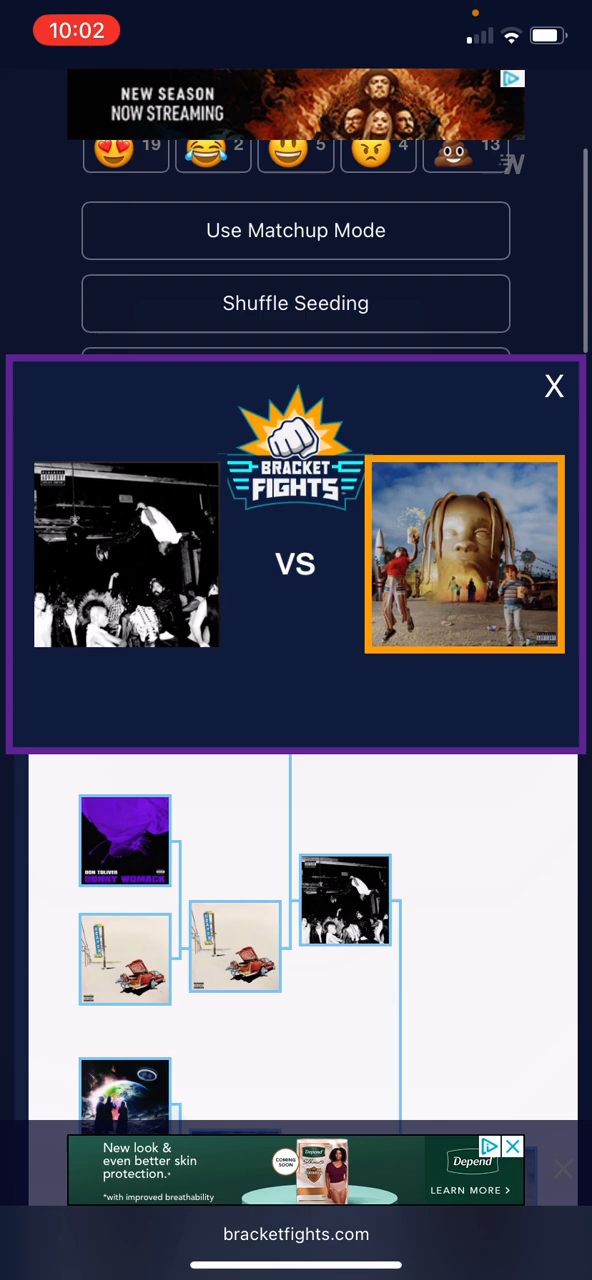 10:02
NEW SEASON
NOW STREAMING
19
2
5
4
13
N
Use Matchup Mode
Shuffle Seeding
X
BRACKET
FIGHTS
VS
DON TOLIVER
DONNY WOMACK
New look &
even better skin
protection.*
*with improved breathability
COMING
SOON
Depend
Silhouette
Depend
LEARN MORE >
bracketfights.com